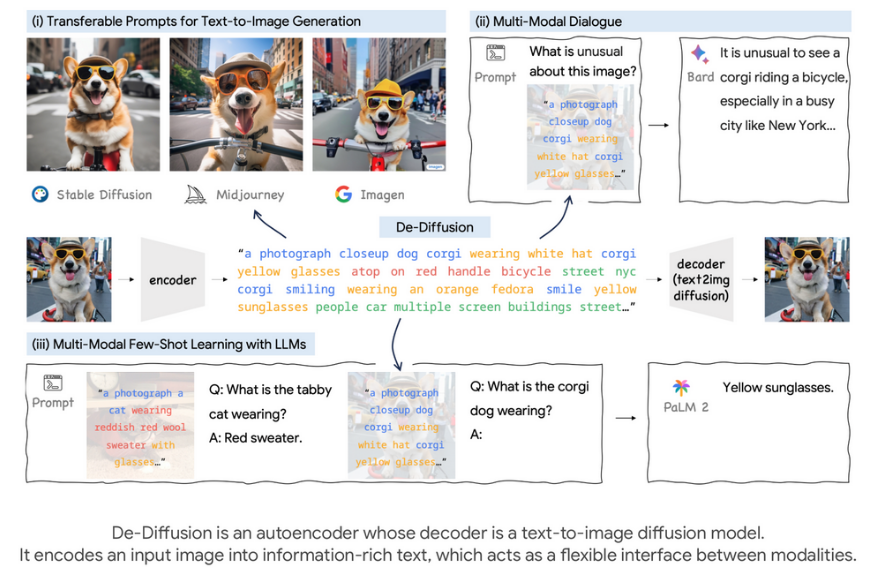 (i) Transferable Prompts for Text-to-Image Generation
(ii) Multi-Modal Dialogue
Stable Diffusion
Midjourney
Imagen
Prompt
What is unusual
about this image?
"a photograph
closeup dog
corgi wearing
white hat corgi
yellow glasses…"
Bard
It is unusual to see a
corgi riding a bicycle,
especially in a busy
city like New York...
De-Diffusion
encoder
"a photograph closeup dog corgi wearing white hat corgi
yellow glasses atop on red handle bicycle street nyc
corgi smiling wearing an orange fedora smile yellow
sunglasses people car multiple screen buildings street…"
decoder
(text2img
diffusion)
(iii) Multi-Modal Few-Shot Learning with LLMs
Prompt
"a photograph a
cat wearing
reddish red wool
sweater with
glasses…"
Q: What is the tabby
cat wearing?
A: Red sweater.
"a photograph
closeup dog
corgi wearing
white hat corgi
yellow glasses…"
Q: What is the corgi
dog wearing?
A:
PaLM 2
Yellow sunglasses.
De-Diffusion is an autoencoder whose decoder is a text-to-image diffusion model.
It encodes an input image into information-rich text, which acts as a flexible interface between modalities.